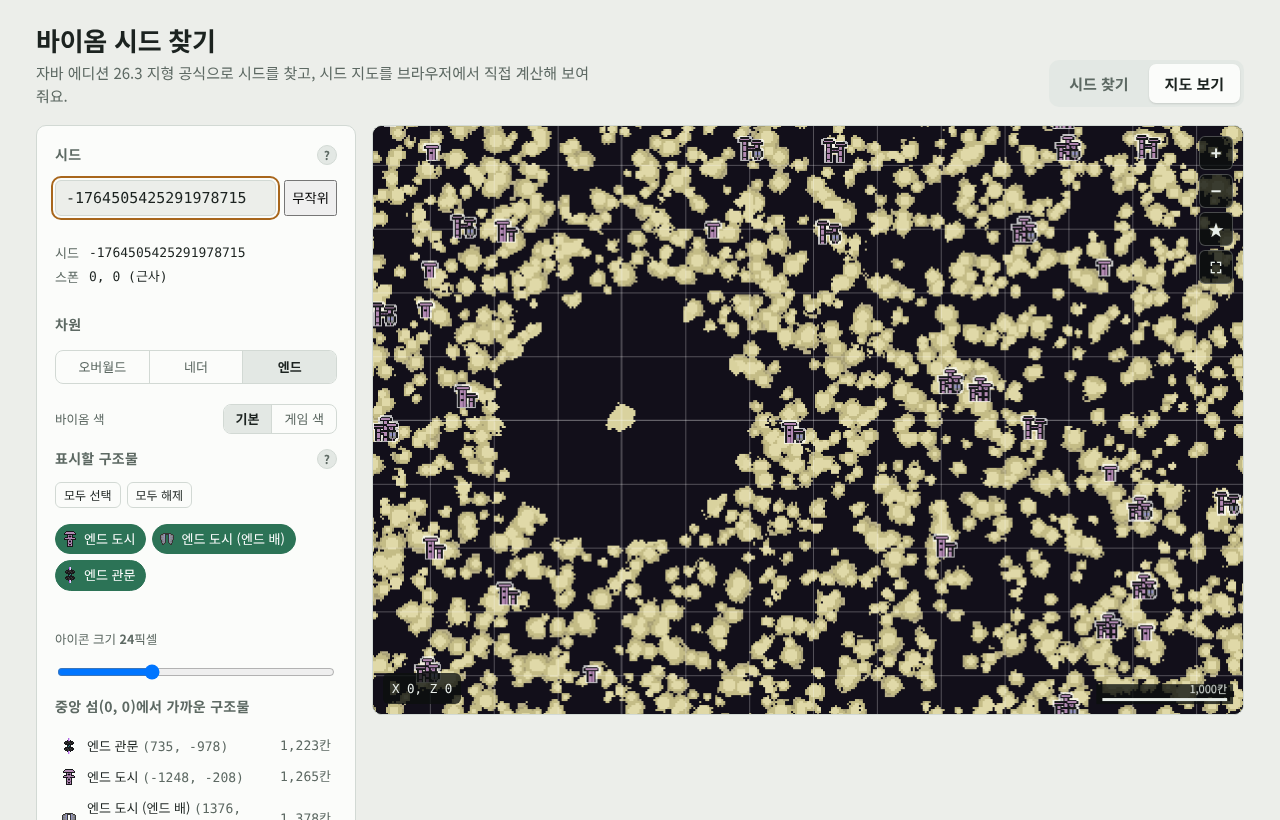 바이옴 시드 찾기
자바 에디션 26.3 지형 공식으로 시드를 찾고, 시드 지도를 브라우저에서 직접 계산해 보여
줘요.
시드 찾기
지도 보기
시드
?
-1764505425291978715
무작위
시드 -1764505425291978715
스폰 0, 0 (근사)
차원
오버월드
네더
엔드
바이옴 색
기본
게임 색
표시할 구조물
?
모두 선택
모두 해제
엔드 도시
엔드 도시 (엔드 배)
엔드 관문
아이콘 크기 24픽셀
중앙 섬(0, 0)에서 가까운 구조물
엔드 관문 (735, -978) 1,223칸
엔드 도시 (-1248, -208) 1,265칸
엔드 도시 (엔드 배) (1376,
1,378칸
+
−
★
X 0, Z 0
1,000칸